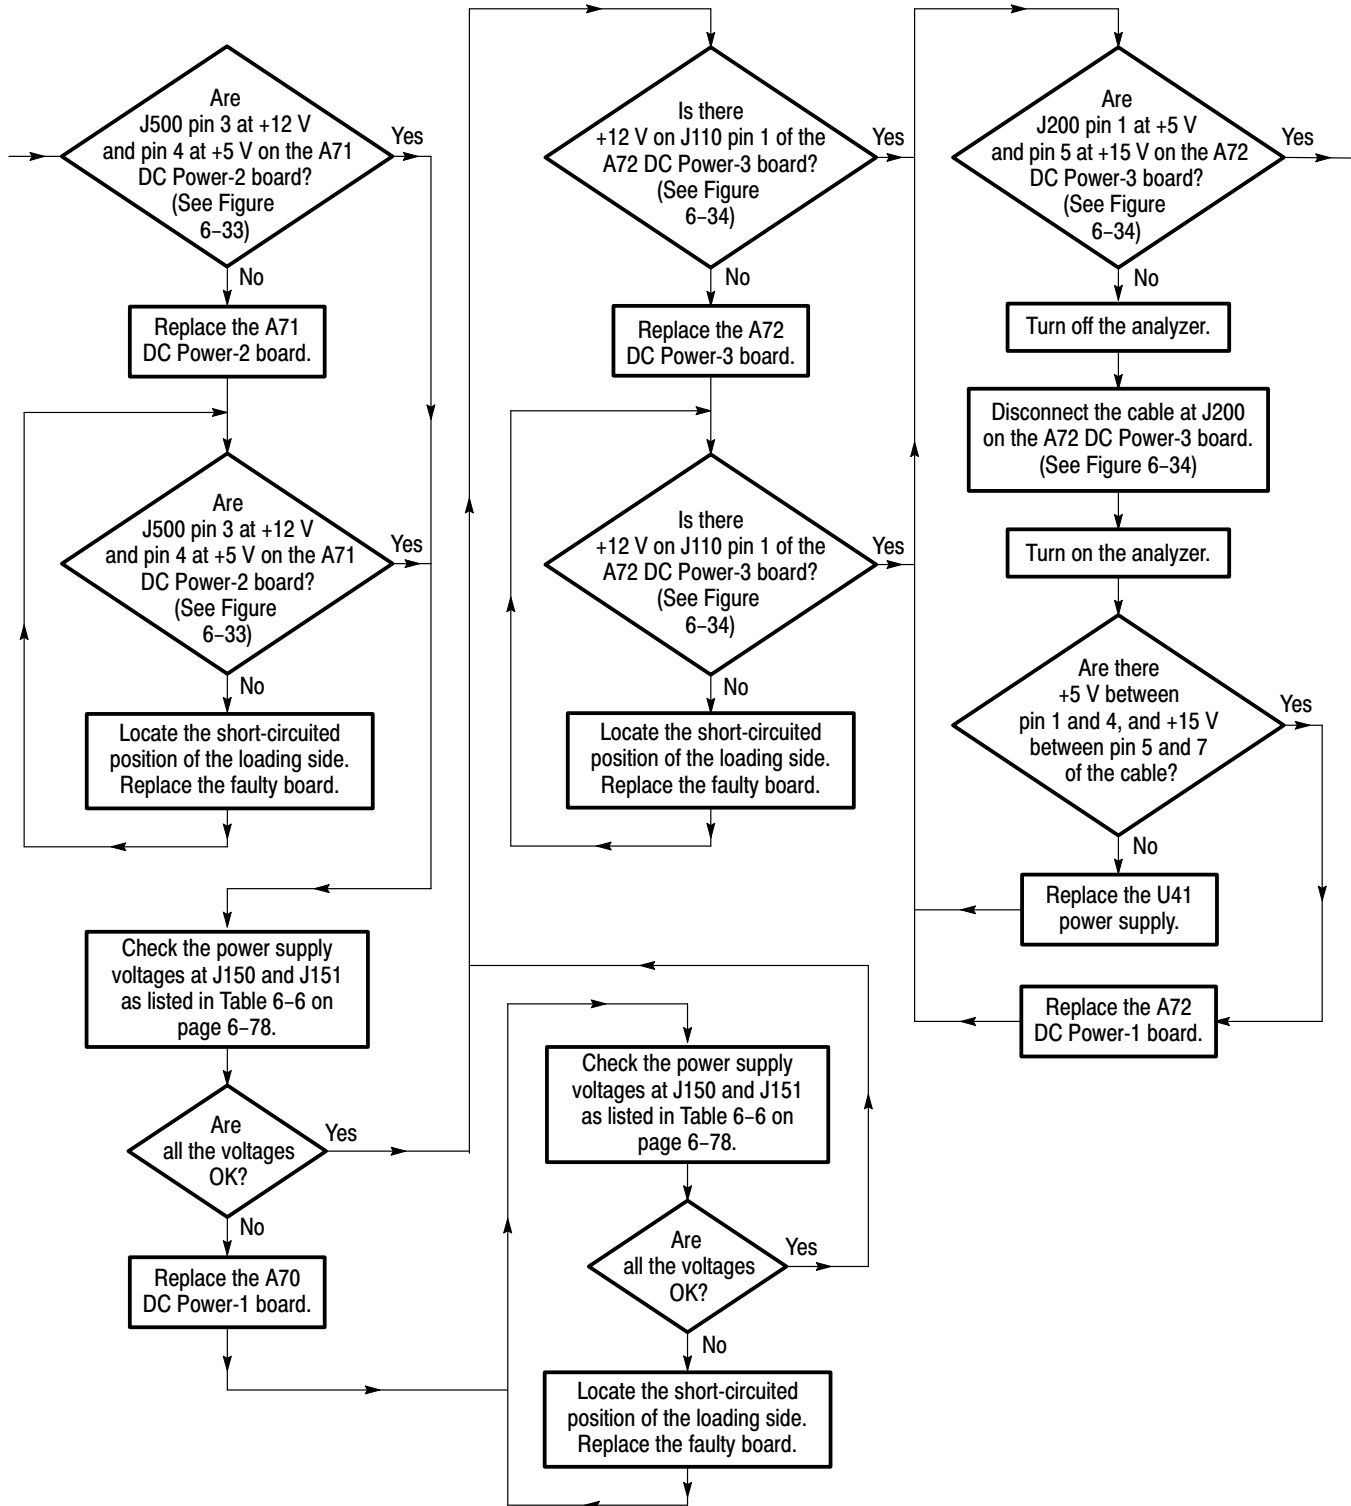 Are
J500 pin 3 at +12 V
and pin 4 at +5 V on the A71
DC Power-2 board?
(See Figure
6–33)
Yes
No
Replace the A71
DC Power-2 board.
Are
J500 pin 3 at +12 V
and pin 4 at +5 V on the A71
DC Power-2 board?
(See Figure
6–33)
Yes
No
Locate the short-circuited
position of the loading side.
Replace the faulty board.
Check the power supply
voltages at J150 and J151
as listed in Table 6–6 on
page 6–78.
Are
all the voltages
OK?
Yes
No
Replace the A70
DC Power-1 board.
Is there
+12 V on J110 pin 1 of the
A72 DC Power-3 board?
(See Figure
6–34)
Yes
No
Replace the A72
DC Power-3 board.
Is there
+12 V on J110 pin 1 of the
A72 DC Power-3 board?
(See Figure
6–34)
Yes
No
Locate the short-circuited
position of the loading side.
Replace the faulty board.
Check the power supply
voltages at J150 and J151
as listed in Table 6–6 on
page 6–78.
Are
all the voltages
OK?
Yes
No
Locate the short-circuited
position of the loading side.
Replace the faulty board.
Are
J200 pin 1 at +5 V
and pin 5 at +15 V on the A72
DC Power-3 board?
(See Figure
6–34)
Yes
No
Turn off the analyzer.
Disconnect the cable at J200
on the A72 DC Power-3 board.
(See Figure 6–34)
Turn on the analyzer.
Are there
+5 V between
pin 1 and 4, and +15 V
between pin 5 and 7
of the cable?
Yes
No
Replace the U41
power supply.
Replace the A72
DC Power-1 board.